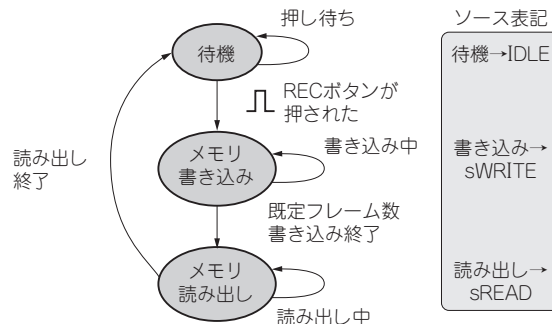 押し待ち
待機
RECボタンが
押された
メモリ
書き込み
書き込み中
読み出し
終了
既定フレーム数
書き込み終了
メモリ
読み出し
読み出し中
ソース表記
待機→IDLE
書き込み→
sWRITE
読み出し→
sREAD